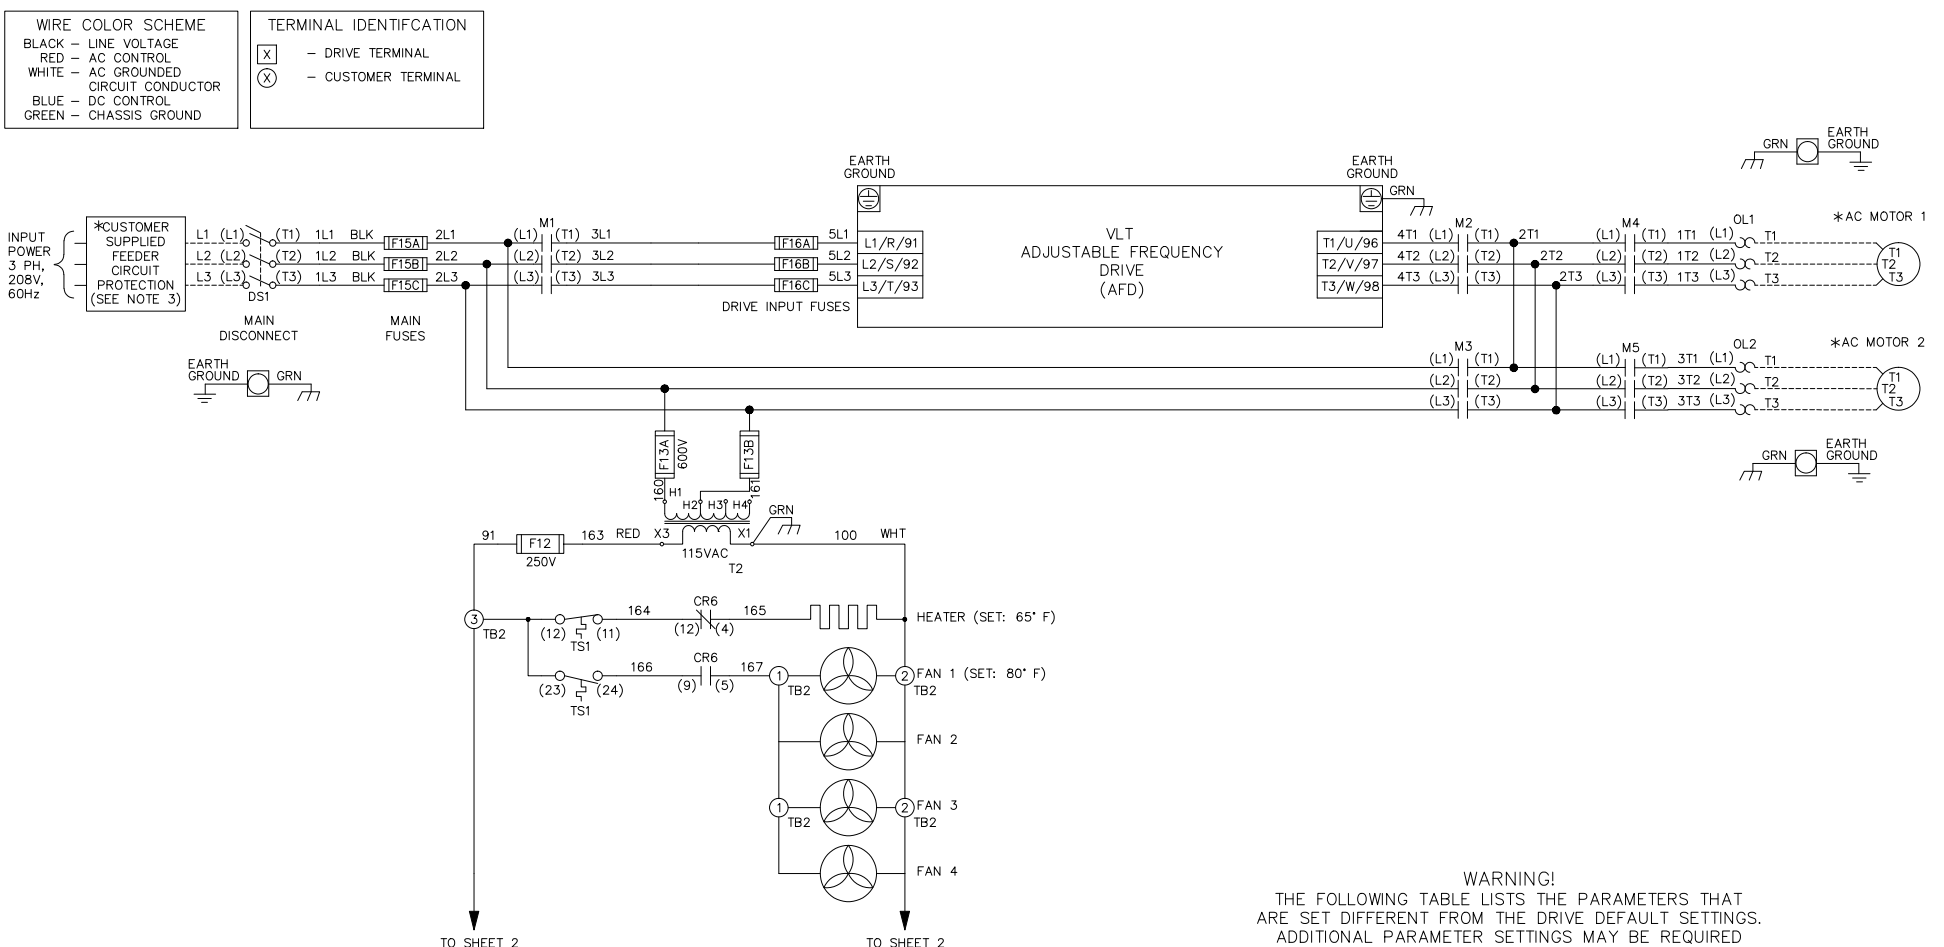 WIRE COLOR SCHEME
BLACK – LINE VOLTAGE
RED – AC CONTROL
WHITE – AC GROUNDED
CIRCUIT CONDUCTOR
BLUE – DC CONTROL
GREEN – CHASSIS GROUND
TERMINAL IDENTIFCATION
X – DRIVE TERMINAL
X – CUSTOMER TERMINAL
GRN
EARTH
GROUND
EARTH
GROUND
EARTH
GROUND
GRN
INPUT
POWER
3 PH,
208V,
60Hz
*CUSTOMER
SUPPLIED
FEEDER
CIRCUIT
PROTECTION
(SEE NOTE 3)
L1 (L1) (T1) 1L1 BLK F15A 2L1 (L1) M1 (T1) 3L1 F16A 5L1 L1/R/91
L2 (L2) (T2) 1L2 BLK F15B 2L2 (L2) (T2) 3L2 F16B 5L2 L2/S/92
L3 (L3) (T3) 1L3 BLK F15C 2L3 (L3) (T3) 3L3 F16C 5L3 L3/T/93
DS1
MAIN
DISCONNECT
MAIN
FUSES
DRIVE INPUT FUSES
VLT
ADJUSTABLE FREQUENCY
DRIVE
(AFD)
T1/U/96 4T1 (L1) M2 (T1) 2T1 (L1) M4 (T1) 1T1 (L1) OL1 T1
T2/V/97 4T2 (L2) (T2) 2T2 (L2) (T2) 1T2 (L2) T2
T3/W/98 4T3 (L3) (T3) 2T3 (L3) (T3) 1T3 (L3) T3
*AC MOTOR 1
T1
T2
T3
EARTH
GROUND
GRN
(L1) M3 (T1) (L1) M5 (T1) 3T1 (L1) OL2 T1
(L2) (T2) (L2) (T2) 3T2 (L2) T2
(L3) (T3) (L3) (T3) 3T3 (L3) T3
*AC MOTOR 2
T1
T2
T3
GRN
EARTH
GROUND
F13A
600V
F13B
160
161
H1
H2 H3 H4
GRN
91 F12 163 RED X3 X1 100 WHT
250V
115VAC
T2
3
TB2
(12) (11)
TS1
164
CR6
(12) (4)
165
HEATER (SET: 65° F)
(23) (24)
TS1
166
CR6
(9) (5)
167
1
TB2
2
TB2
FAN 1 (SET: 80° F)
FAN 2
1
TB2
2
TB2
FAN 3
FAN 4
TO SHEET 2
TO SHEET 2
WARNING!
THE FOLLOWING TABLE LISTS THE PARAMETERS THAT
ARE SET DIFFERENT FROM THE DRIVE DEFAULT SETTINGS.
ADDITIONAL PARAMETER SETTINGS MAY BE REQUIRED